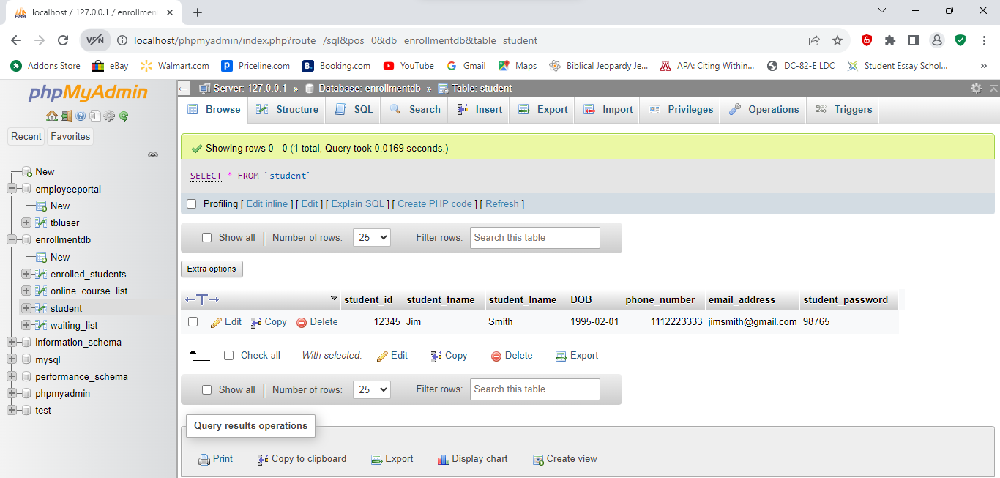 localhost / 127.0.0.1 / enrollmen
VPN localhost/phpmyadmin/index.php?route=/sql&pos=0&db=enrollmentdb&table=student
Addons Store eBay Walmart.com Priceline.com Booking.com YouTube Gmail Maps Biblical Jeopardy Je... APA: Citing Within... DC-82-E LDC Student Essay Schol... »
phpMyAdmin
Recent Favorites
New
employeeportal
New
tbluser
enrollmentdb
New
enrolled_students
online_course_list
student
waiting_list
information_schema
mysql
performance_schema
phpmyadmin
test
Server: 127.0.0.1 » Database: enrollmentdb » Table: student
Browse Structure SQL Search Insert Export Import Privileges Operations Triggers
Showing rows 0 - 0 (1 total, Query took 0.0169 seconds.)
SELECT * FROM `student`
Profiling [ Edit inline ] [ Edit ] [ Explain SQL ] [ Create PHP code ] [ Refresh ]
Show all Number of rows: 25 Filter rows: Search this table
Extra options
←T→ student_id student_fname student_lname DOB phone_number email_address student_password
Edit Copy Delete 12345 Jim Smith 1995-02-01 1112223333 jimsmith@gmail.com 98765
Check all With selected: Edit Copy Delete Export
Show all Number of rows: 25 Filter rows: Search this table
Query results operations
Print Copy to clipboard Export Display chart Create view